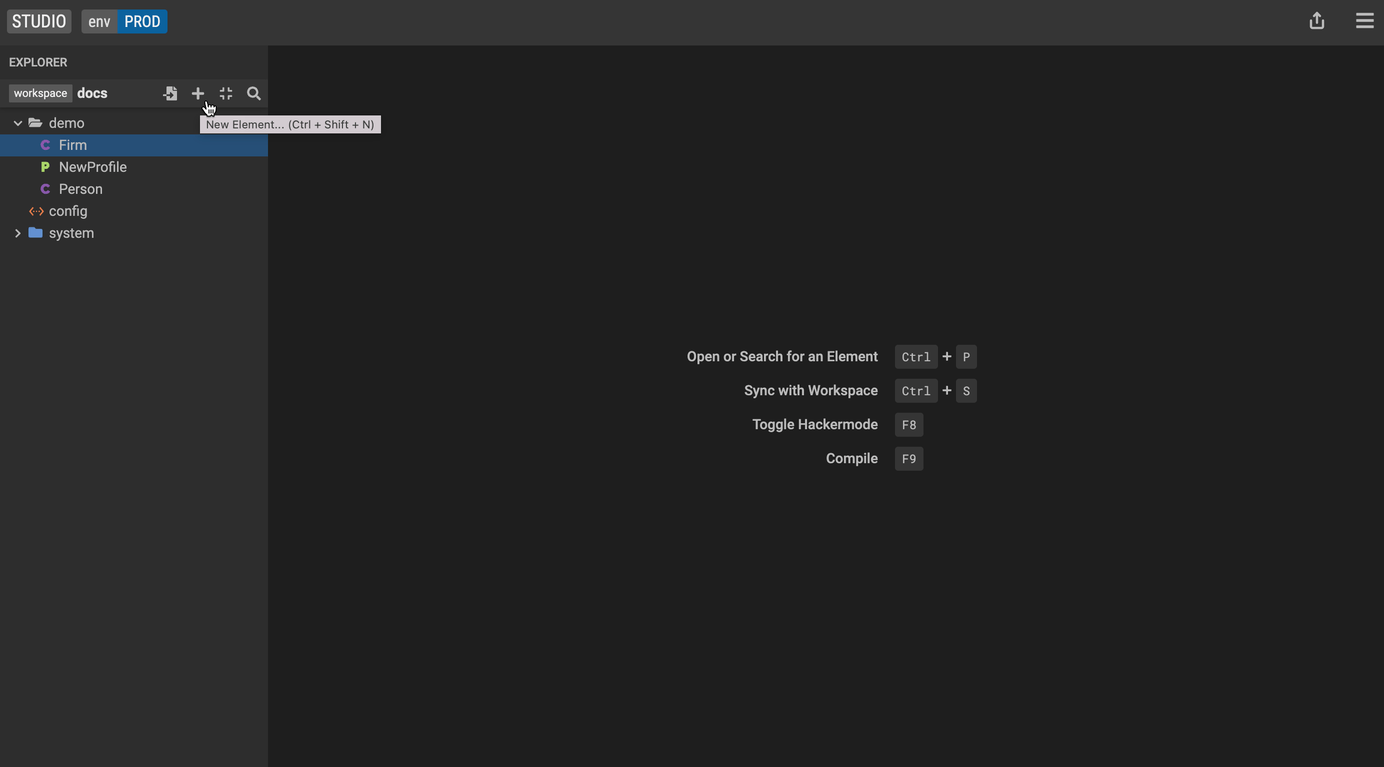 STUDIO env PROD
EXPLORER
workspace docs
New Element... (Ctrl + Shift + N)
demo
C Firm
P NewProfile
C Person
config
system
Open or Search for an Element Ctrl + P
Sync with Workspace Ctrl + S
Toggle Hackermode F8
Compile F9